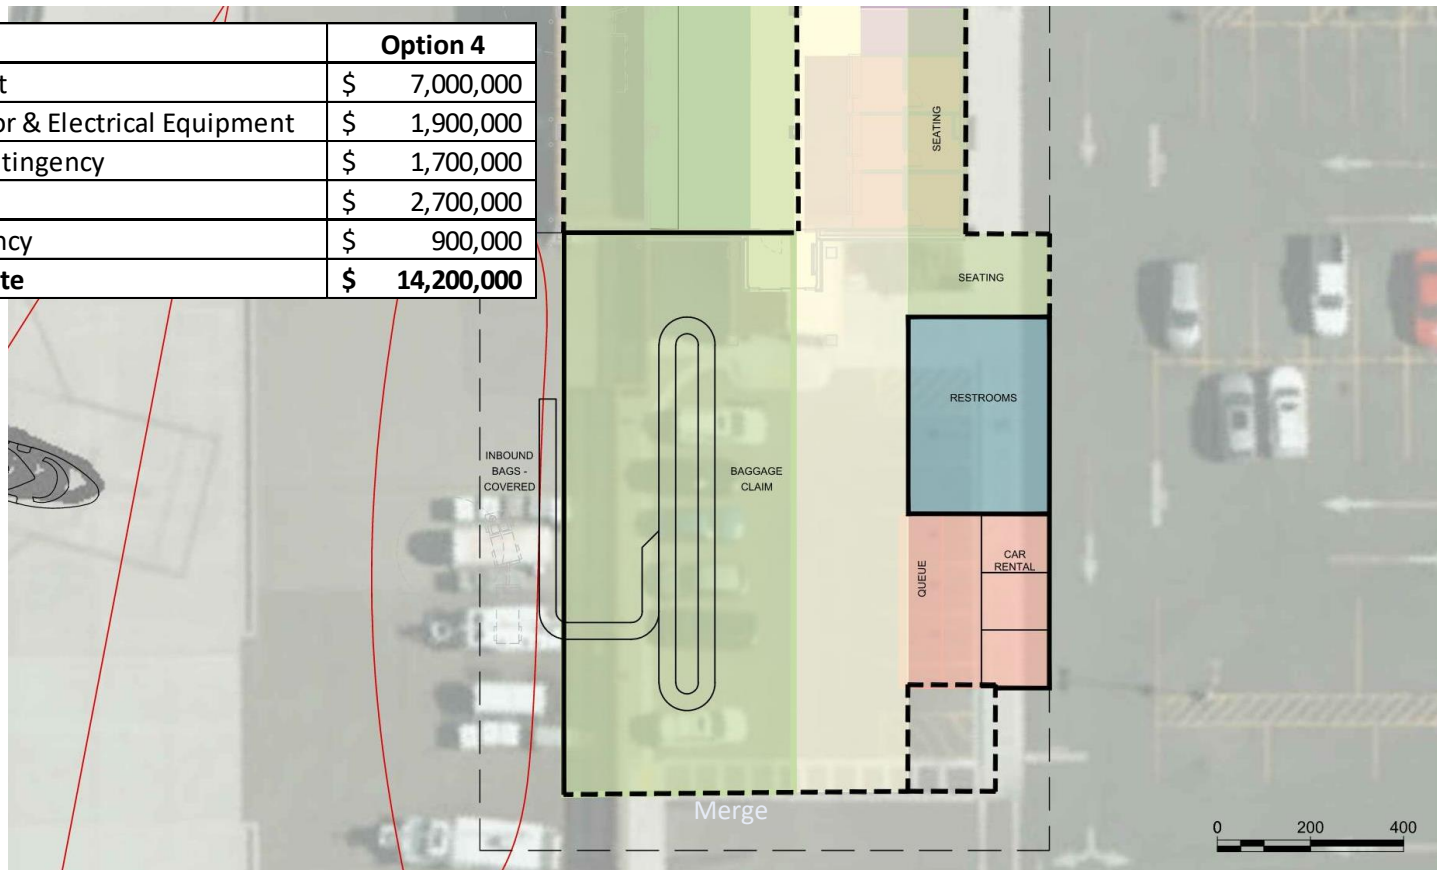 Option 4
t $ 7,000,000
or & Electrical Equipment $ 1,900,000
tingency $ 1,700,000
$ 2,700,000
ncy $ 900,000
te $ 14,200,000
SEATING
SEATING
RESTROOMS
INBOUND
BAGS -
COVERED
BAGGAGE
CLAIM
QUEUE
CAR
RENTAL
Merge
0 200 400